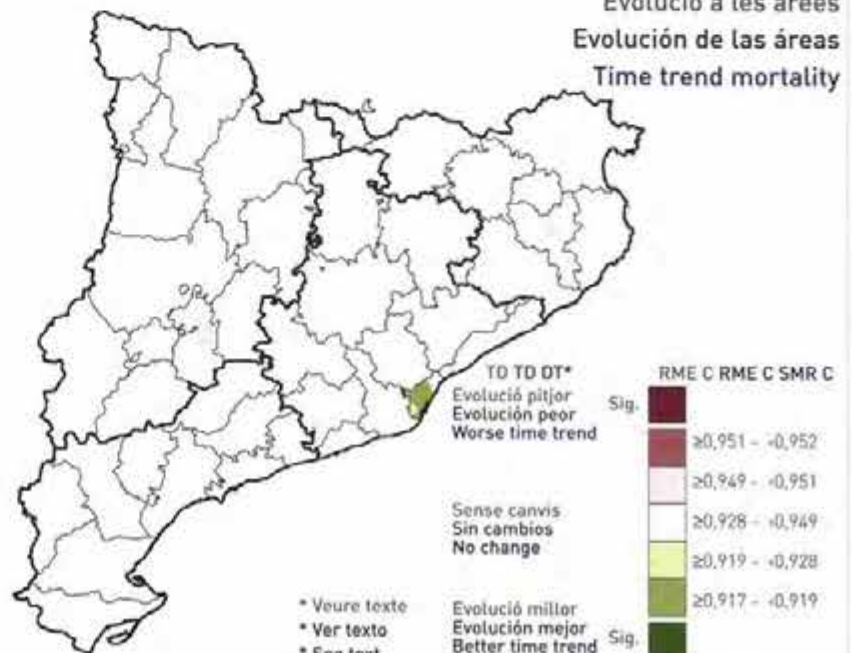 Evolució a les àrees
Evolución de las áreas
Time trend mortality
TD TD OT*
RME C RME C SMR C
Evolució pitjor
Evolución peor
Worse time trend
Sig.
≥0,951 - <0,952
≥0,949 - <0,951
Sense canvis
Sin cambios
No change
≥0,928 - <0,949
≥0,919 - <0,928
≥0,917 - <0,919
Evolució millor
Evolución mejor
Better time trend
Sig.
* Veure texto
* Ver texto
* See text